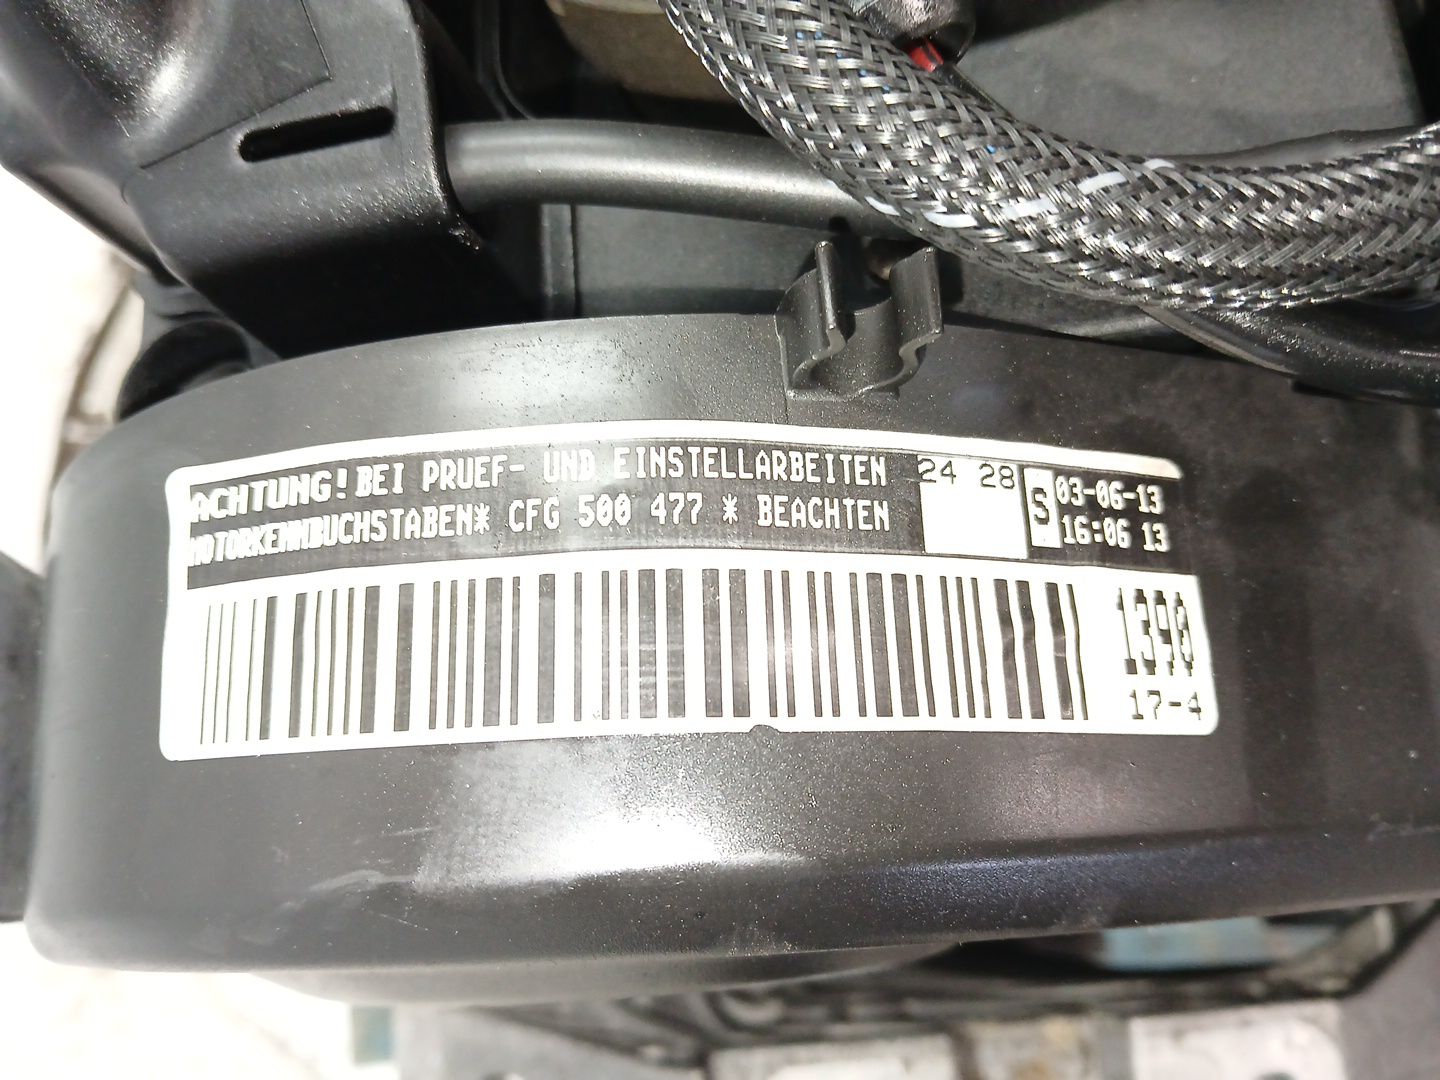 ACHTUNG! BEI PRUEF- UND EINSTELLARBEITEN
MOTORKENNBUCHSTABEN* CFG 500 477 * BEACHTEN
24 28
S
03-06-13
16:06 13
1390
17-4